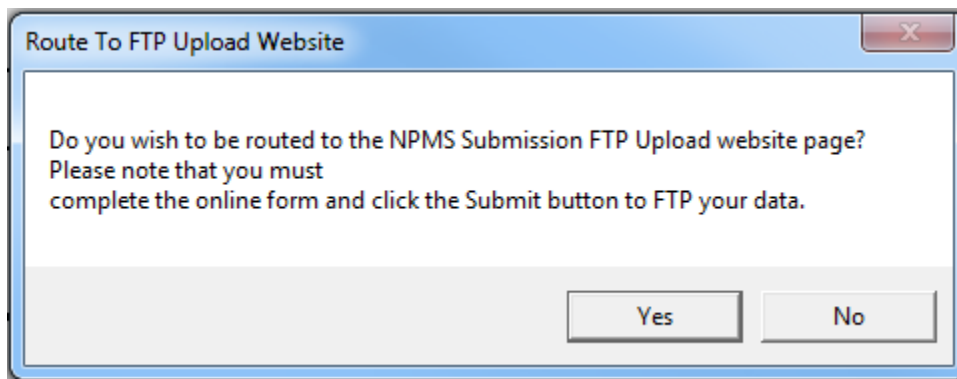 Route To FTP Upload Website
Do you wish to be routed to the NPMS Submission FTP Upload website page?
Please note that you must
complete the online form and click the Submit button to FTP your data.
Yes
No